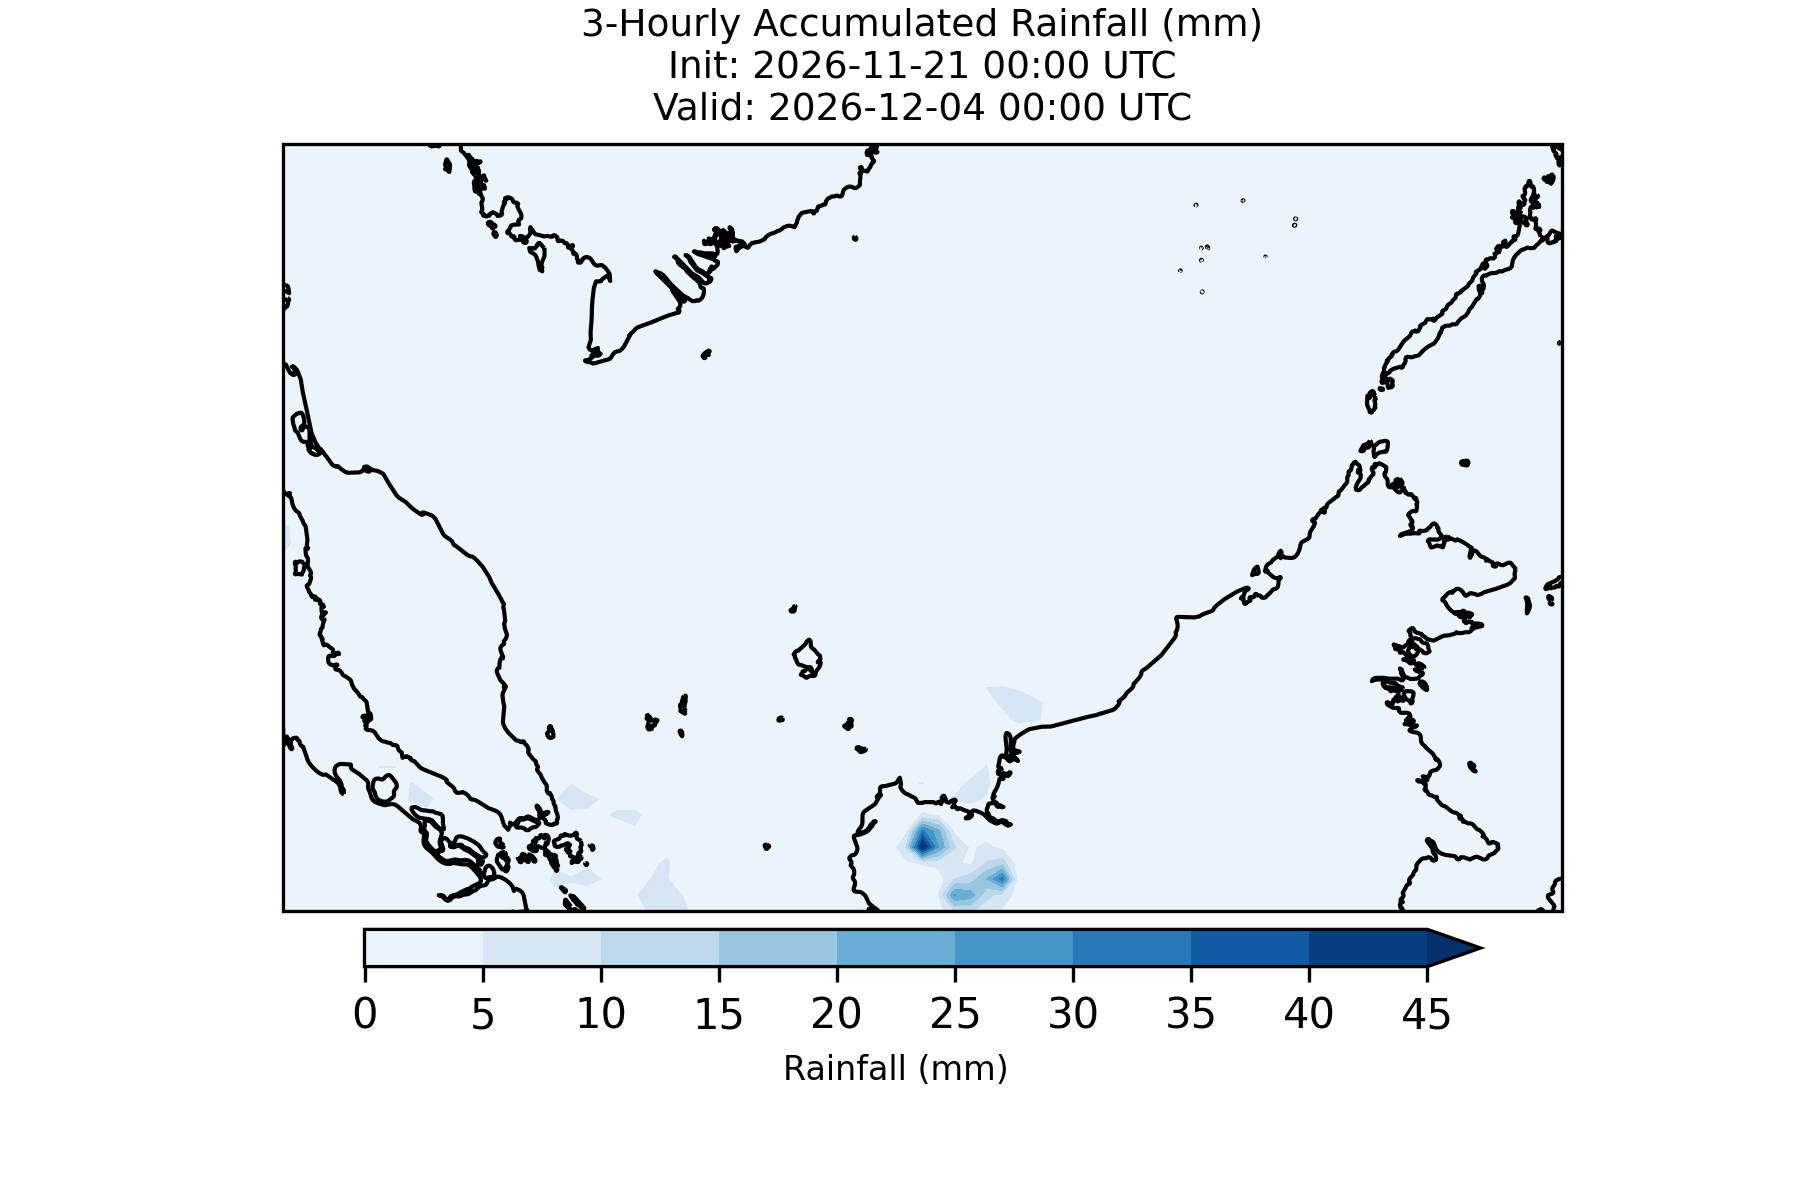 3-Hourly Accumulated Rainfall (mm)
Init: 2026-11-21 00:00 UTC
Valid: 2026-12-04 00:00 UTC
0 5 10 15 20 25 30 35 40 45
Rainfall (mm)